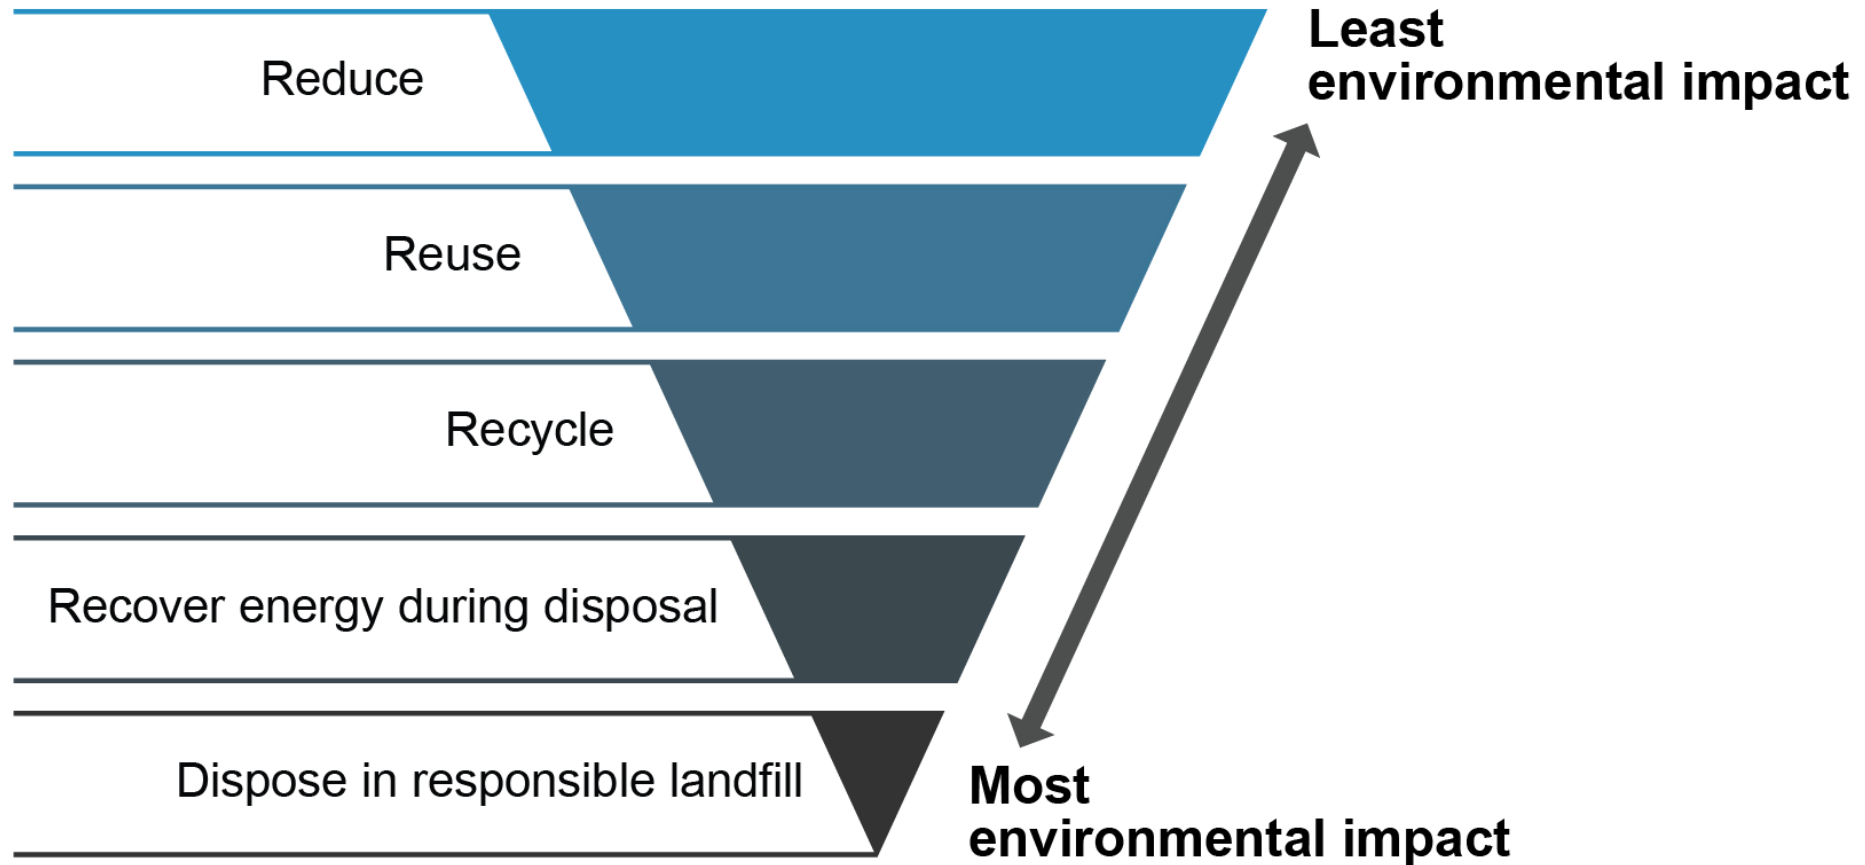 Least
environmental impact
Reduce
Reuse
Recycle
Recover energy during disposal
Dispose in responsible landfill
Most
environmental impact